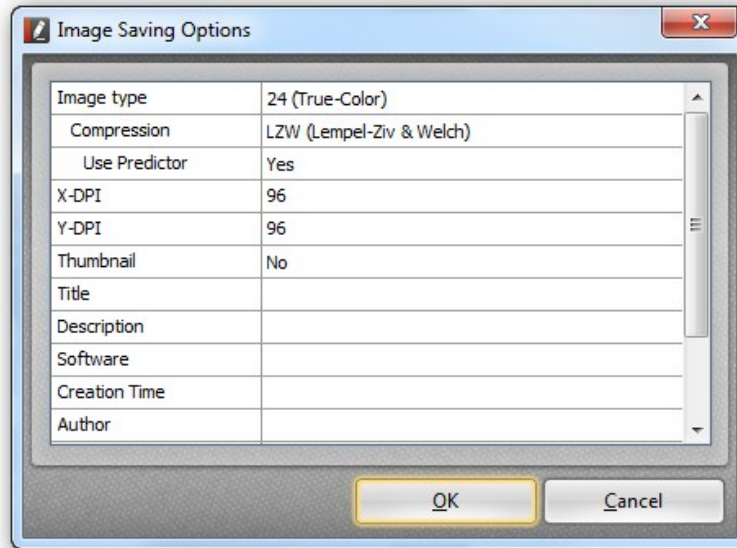 Image Saving Options
Image type 24 (True-Color)
Compression LZW (Lempel-Ziv & Welch)
Use Predictor Yes
X-DPI 96
Y-DPI 96
Thumbnail No
Title
Description
Software
Creation Time
Author
OK Cancel